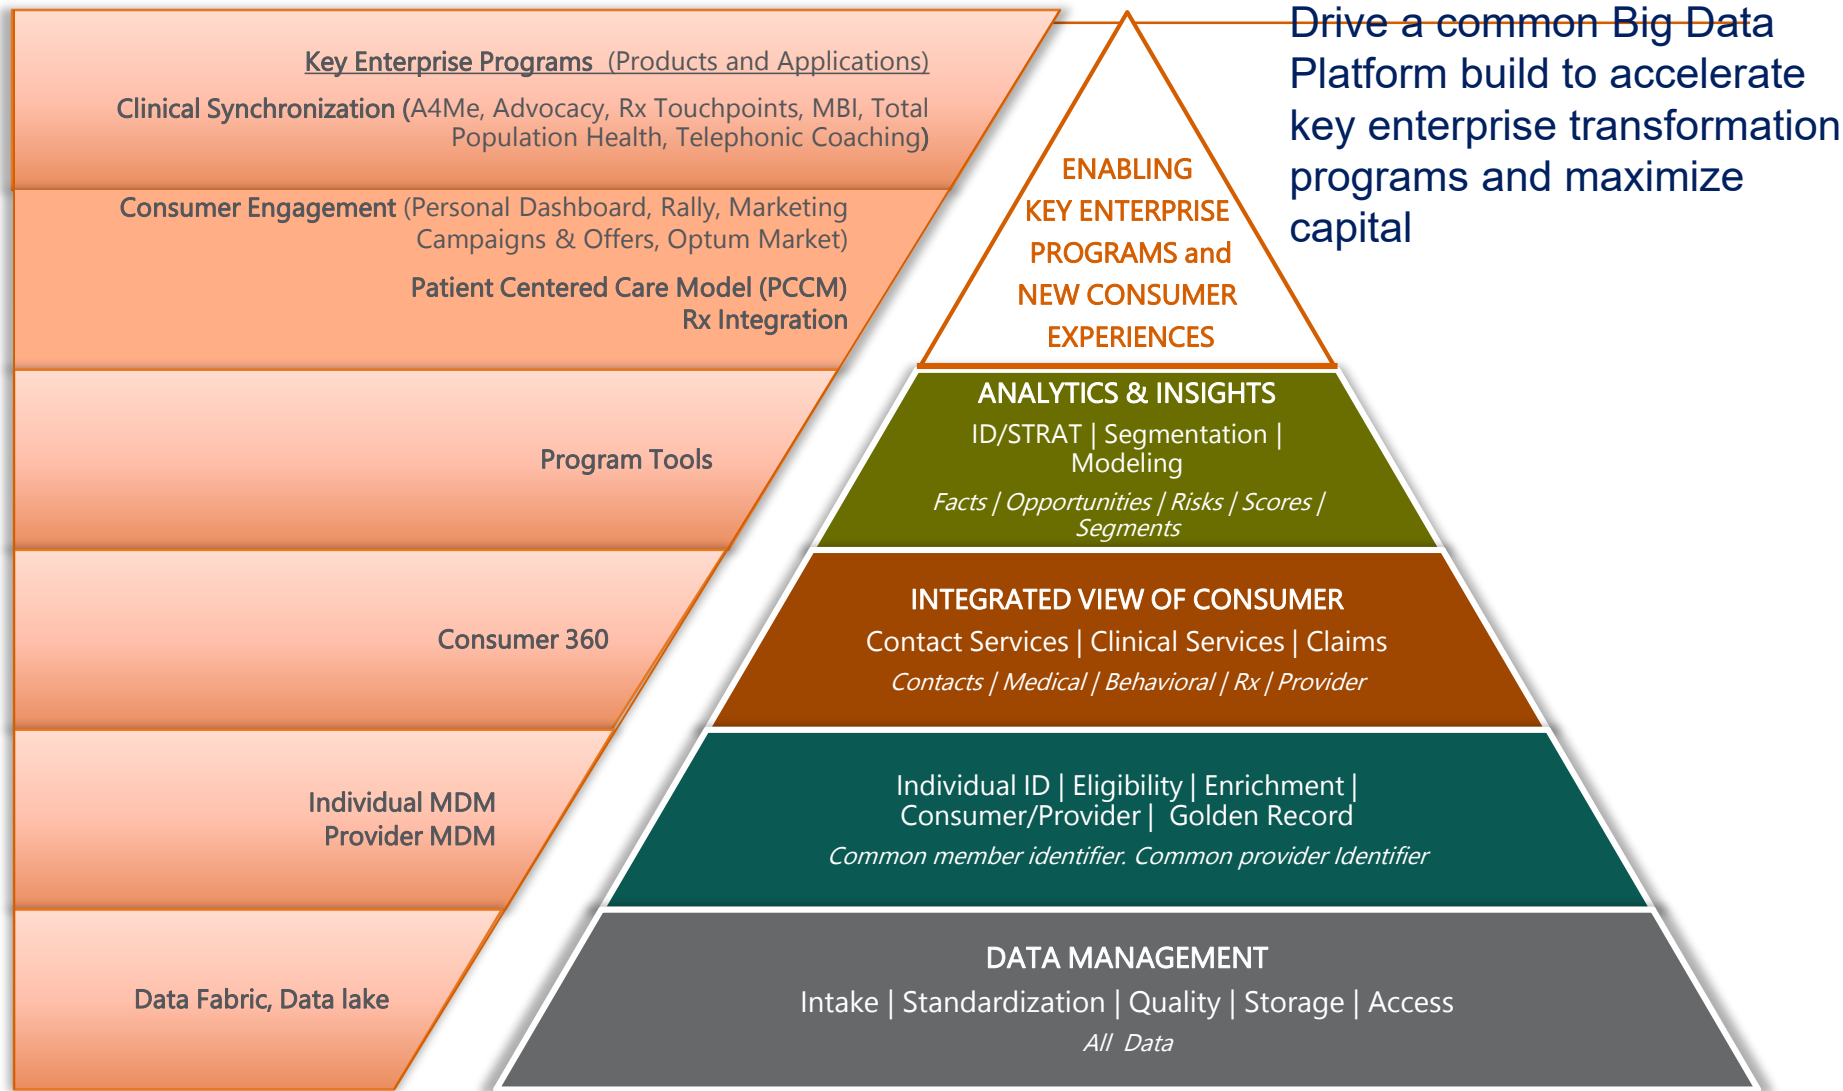 Drive a common Big Data
Platform build to accelerate
key enterprise transformation
programs and maximize
capital
Key Enterprise Programs  (Products and Applications)
Clinical Synchronization (A4Me, Advocacy, Rx Touchpoints, MBI, Total
Population Health, Telephonic Coaching)
Consumer Engagement (Personal Dashboard, Rally, Marketing
Campaigns & Offers, Optum Market)
Patient Centered Care Model (PCCM)
Rx Integration
Program Tools
Consumer 360
Individual MDM
Provider MDM
Data Fabric, Data lake
ENABLING
KEY ENTERPRISE
PROGRAMS and
NEW CONSUMER
EXPERIENCES
ANALYTICS & INSIGHTS
ID/STRAT | Segmentation |
Modeling
Facts | Opportunities | Risks | Scores |
Segments
INTEGRATED VIEW OF CONSUMER
Contact Services | Clinical Services | Claims
Contacts | Medical | Behavioral | Rx | Provider
Individual ID | Eligibility | Enrichment |
Consumer/Provider |  Golden Record
Common member identifier. Common provider Identifier
DATA MANAGEMENT
Intake | Standardization | Quality | Storage | Access
All  Data